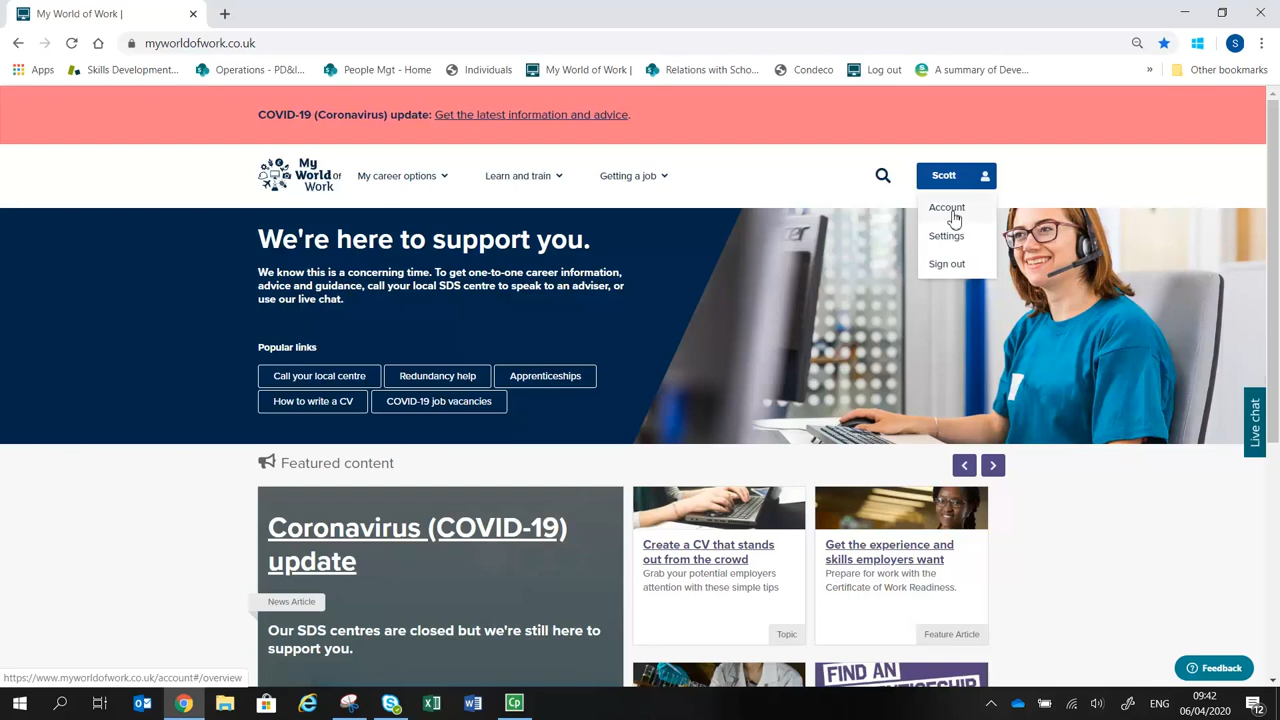 My World of Work |
myworldofwork.co.uk
S
Apps
Skills Development...
Operations - PD&I...
People Mgt - Home
Individuals
My World of Work |
Relations with Scho...
Condeco
Log out
A summary of Deve...
»
Other bookmarks
COVID-19 (Coronavirus) update: Get the latest information and advice.
My
World of
Work
My career options
Learn and train
Getting a job
Scott
Account
Settings
Sign out
We're here to support you.
We know this is a concerning time. To get one-to-one career information,
advice and guidance, call your local SDS centre to speak to an adviser, or
use our live chat.
Popular links
Call your local centre
Redundancy help
Apprenticeships
How to write a CV
COVID-19 job vacancies
Live chat
Featured content
Coronavirus (COVID-19)
update
News Article
Our SDS centres are closed but we're still here to
support you.
Create a CV that stands
out from the crowd
Grab your potential employers
attention with these simple tips
Topic
Get the experience and
skills employers want
Prepare for work with the
Certificate of Work Readiness.
Feature Article
FIND AN
Feedback
https://www.myworldofwork.co.uk/account#/overview
Cp
ENG
09:42
06/04/2020
12